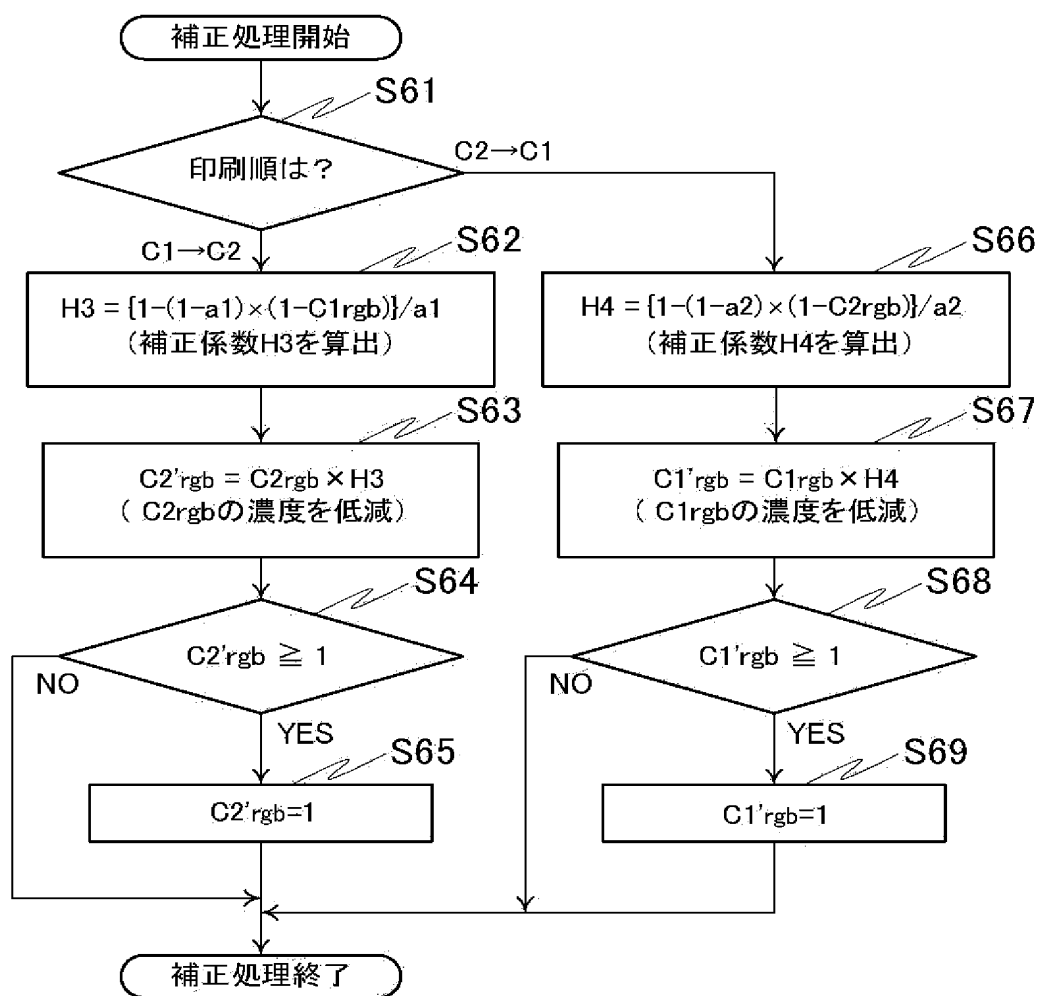 補正処理開始
S61
印刷順は？
C2→C1
C1→C2
S62
H3 = {1-(1-a1)×(1-C1rgb)}/a1
（補正係数H3を算出）
S66
H4 = {1-(1-a2)×(1-C2rgb)}/a2
（補正係数H4を算出）
S63
C2'rgb = C2rgb × H3
（ C2rgbの濃度を低減）
S67
C1'rgb = C1rgb × H4
（ C1rgbの濃度を低減）
S64
C2'rgb ≧ 1
NO
YES
S68
C1'rgb ≧ 1
NO
YES
S65
C2'rgb=1
S69
C1'rgb=1
補正処理終了